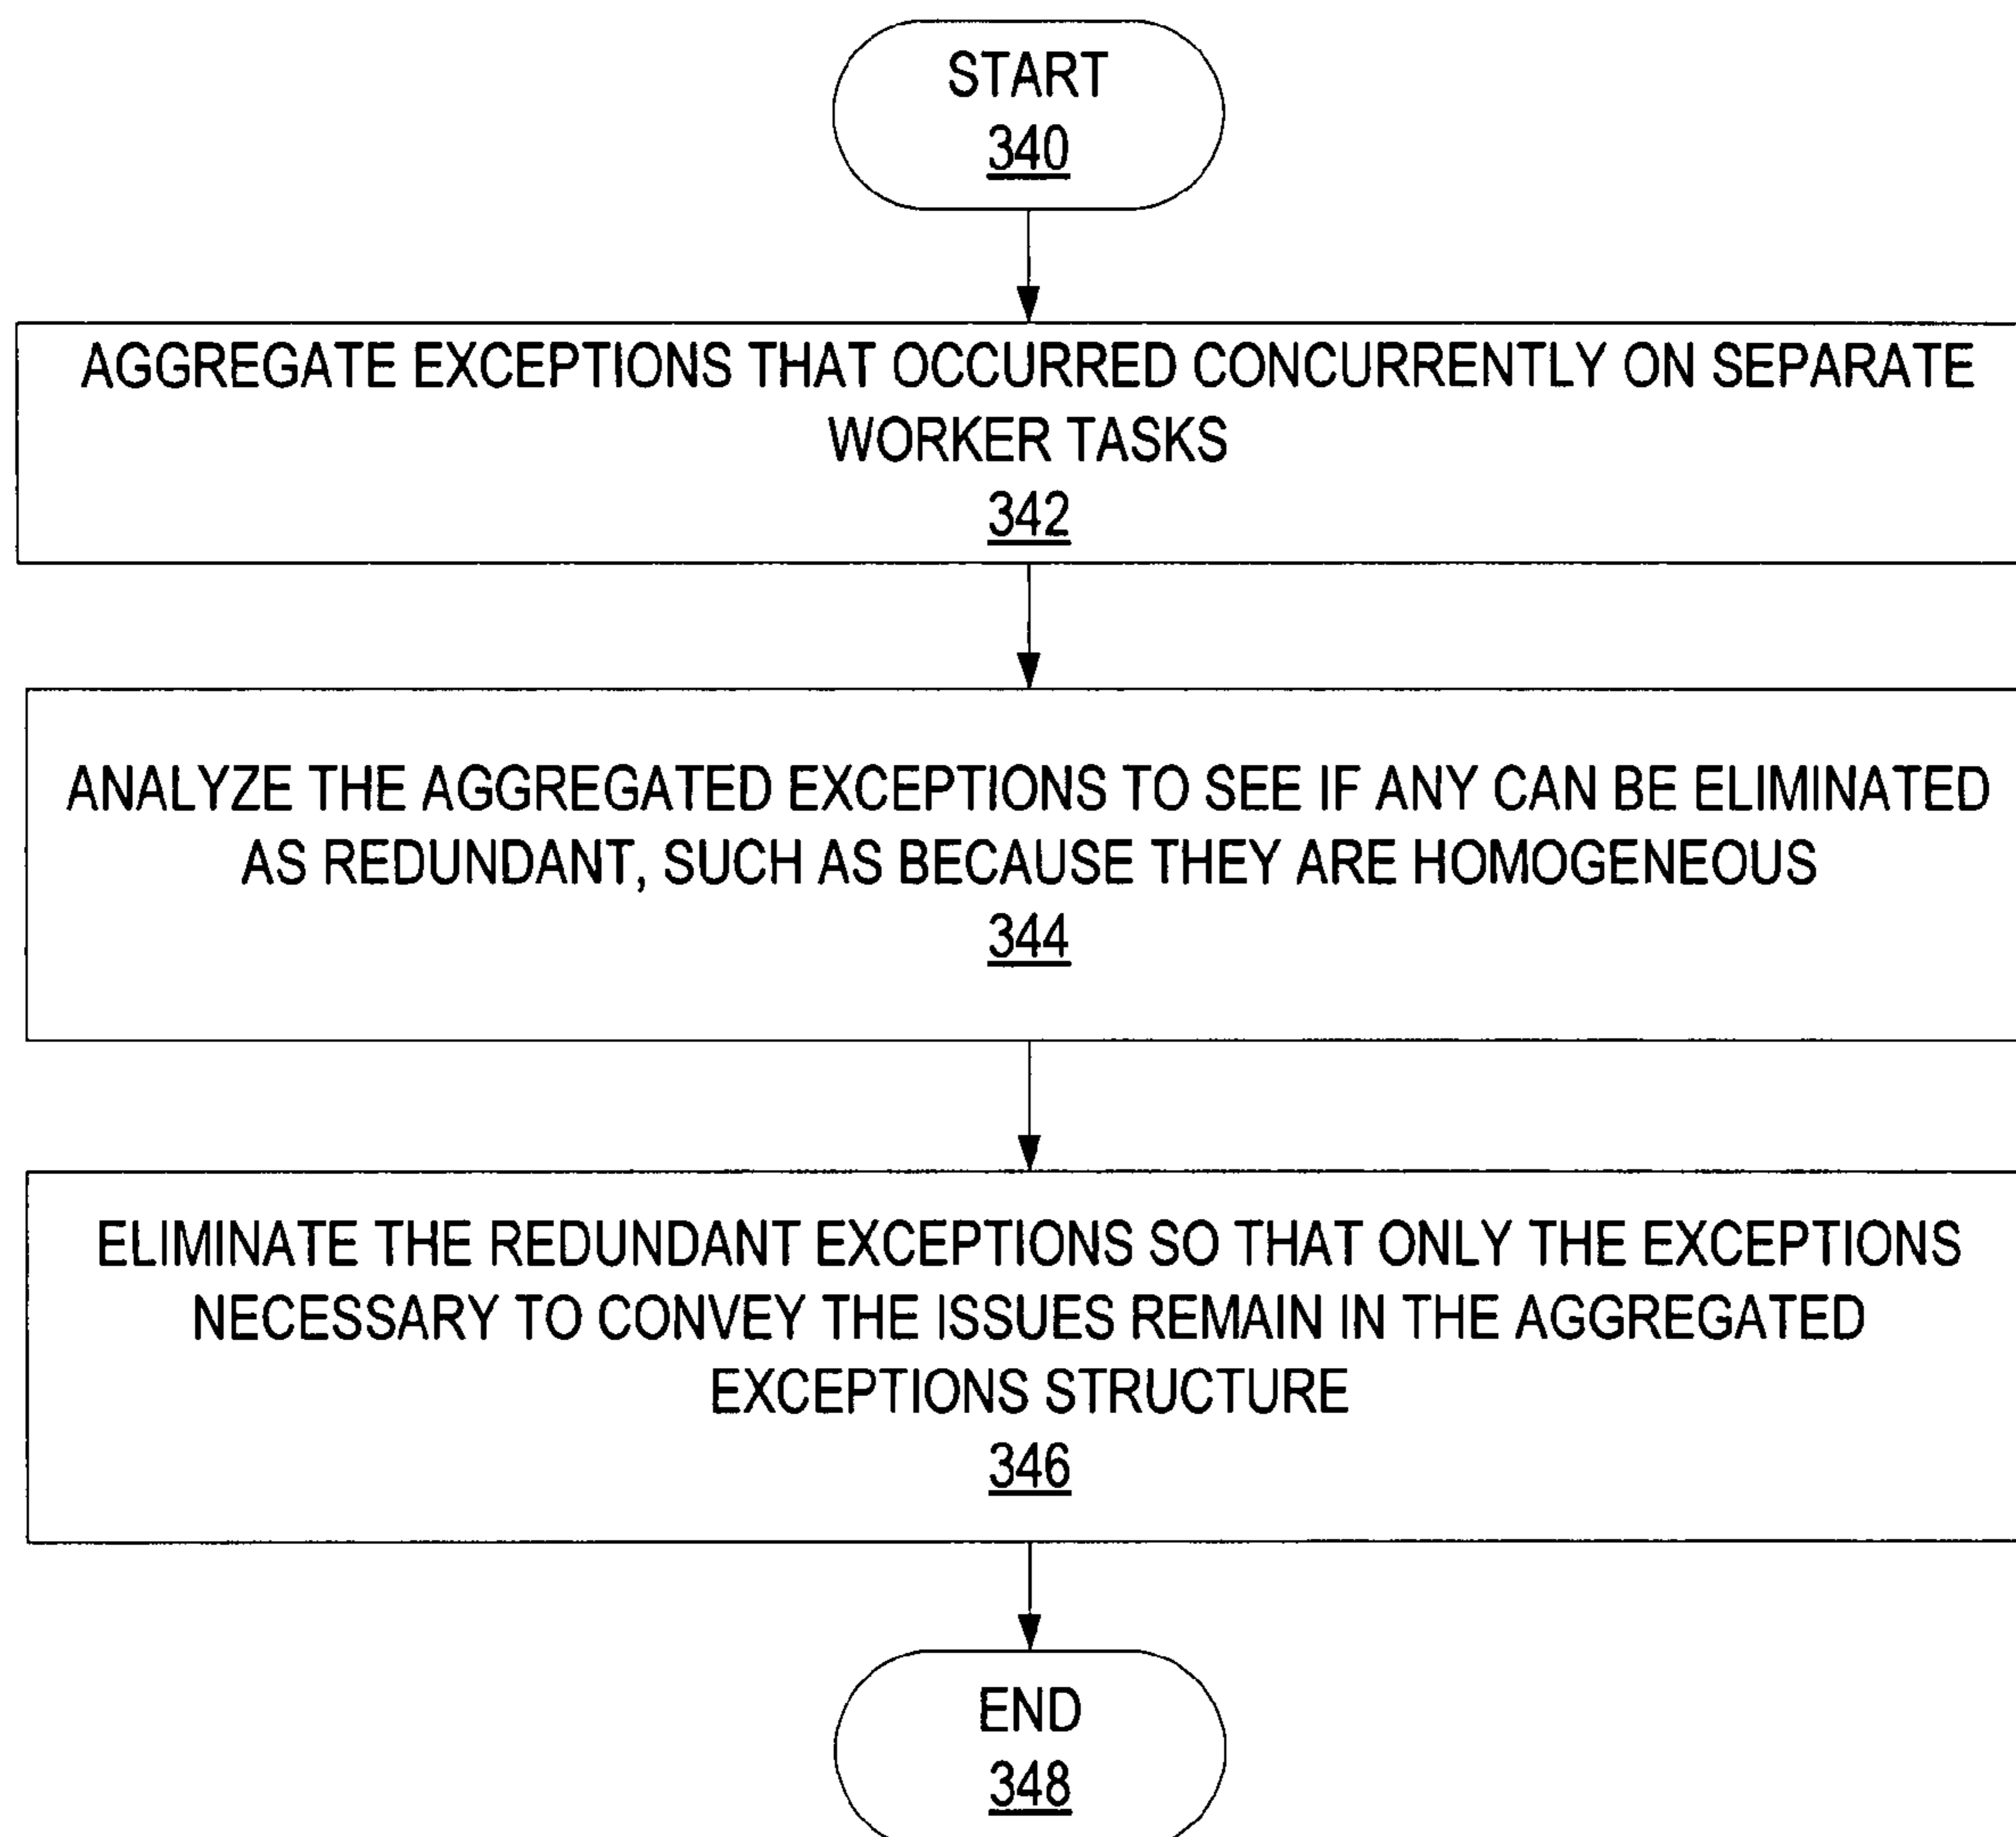 START
340
AGGREGATE EXCEPTIONS THAT OCCURRED CONCURRENTLY ON SEPARATE
WORKER TASKS
342
ANALYZE THE AGGREGATED EXCEPTIONS TO SEE IF ANY CAN BE ELIMINATED
AS REDUNDANT, SUCH AS BECAUSE THEY ARE HOMOGENEOUS
344
ELIMINATE THE REDUNDANT EXCEPTIONS SO THAT ONLY THE EXCEPTIONS
NECESSARY TO CONVEY THE ISSUES REMAIN IN THE AGGREGATED
EXCEPTIONS STRUCTURE
346
END
348